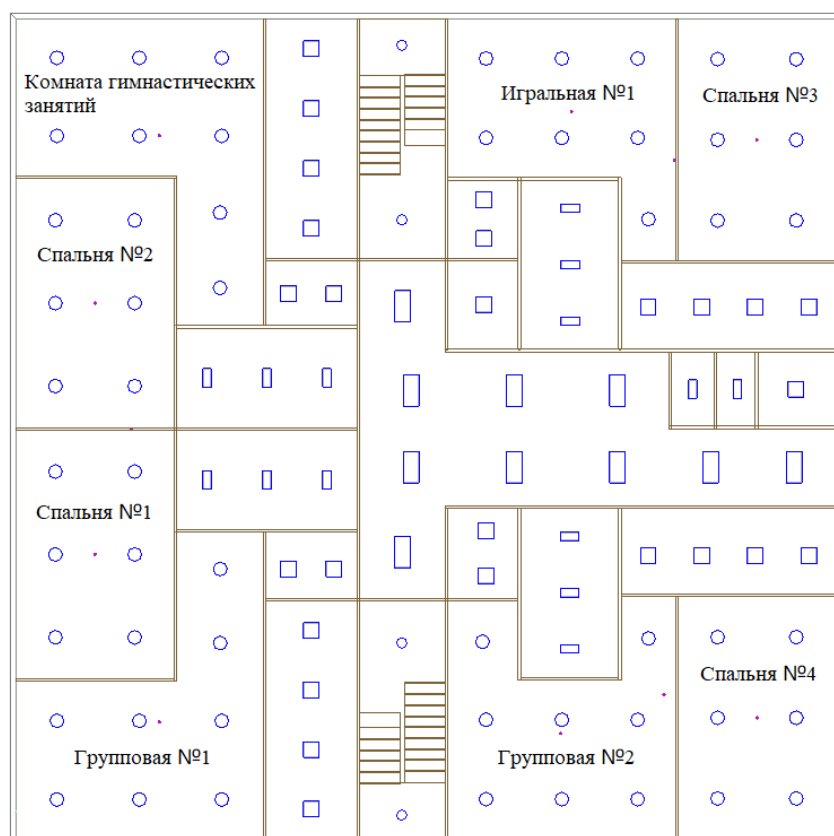 Комната гимнастических
занятий
Игральная №1
Спальня №3
Спальня №2
Спальня №1
Спальня №4
Групповая №1
Групповая №2